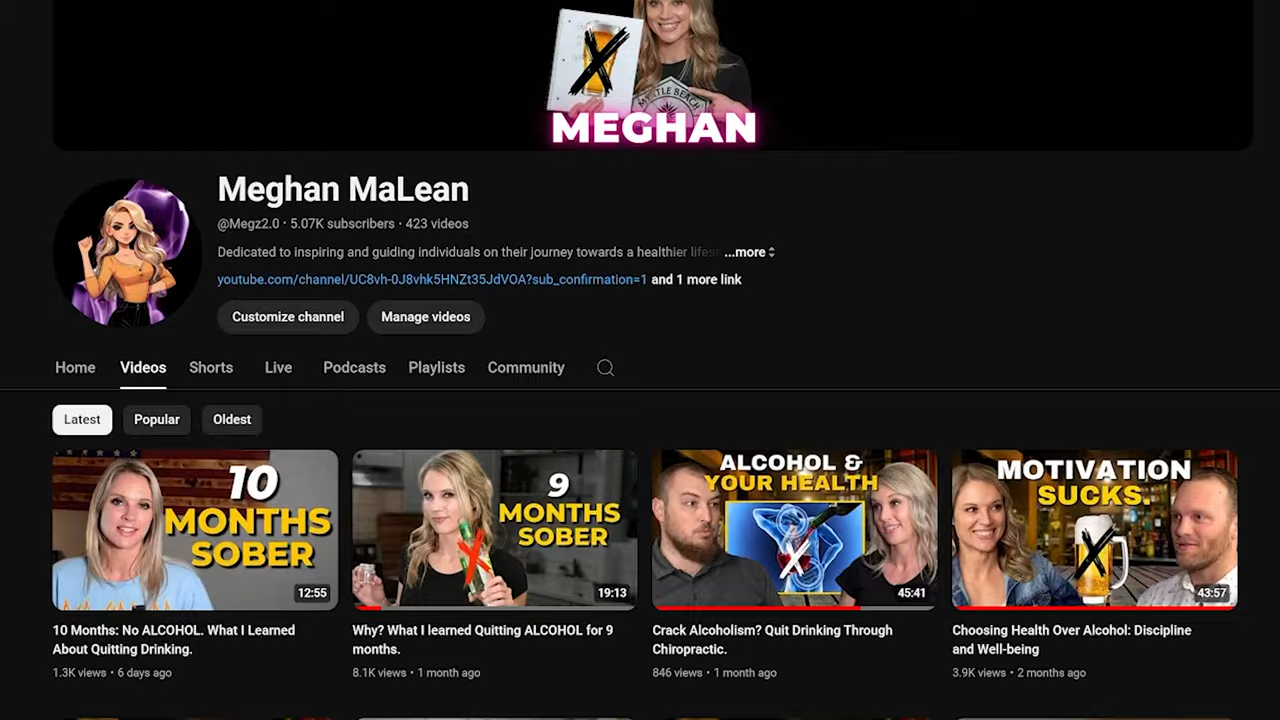 MYRTLE BEACH
MEGHAN
Meghan MaLean
@Megz2.0 · 5.07K subscribers · 423 videos
Dedicated to inspiring and guiding individuals on their journey towards a healthier lifes ...more
youtube.com/channel/UC8vh-0J8vhk5HNZt35JdVOA?sub_confirmation=1 and 1 more link
Customize channel Manage videos
Home Videos Shorts Live Podcasts Playlists Community
Latest Popular Oldest
10
MONTHS
SOBER
12:55
9
MONTHS
SOBER
19:13
ALCOHOL &
YOUR HEALTH
45:41
MOTIVATION
SUCKS.
43:57
10 Months: No ALCOHOL. What I Learned
About Quitting Drinking.
1.3K views · 6 days ago
Why? What I learned Quitting ALCOHOL for 9
months.
8.1K views · 1 month ago
Crack Alcoholism? Quit Drinking Through
Chiropractic.
846 views · 1 month ago
Choosing Health Over Alcohol: Discipline
and Well-being
3.9K views · 2 months ago